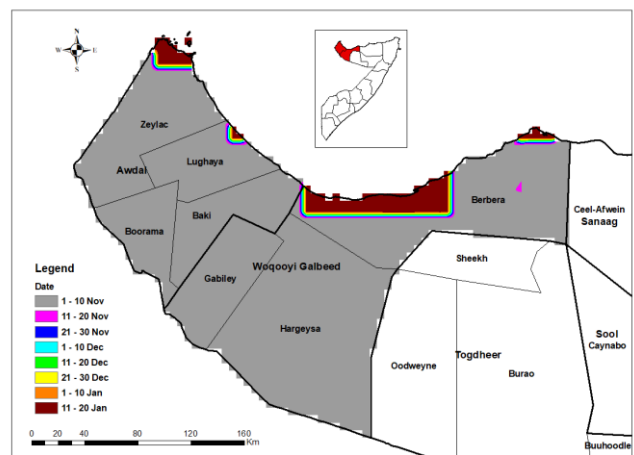 N
W E
S
Zeylac
Lughaya
Awdal
Baki
Boorama
Gabiley
Woqooyi Galbeed
Hargeysa
Berbera
Ceel-Afwein
Sanaag
Sheekh
Oodweyne
Togdheer
Burao
Sool
Caynabo
Buuhoodle
Legend
Date
1 - 10 Nov
11 - 20 Nov
21 - 30 Nov
1 - 10 Dec
11 - 20 Dec
21 - 30 Dec
1 - 10 Jan
11 - 20 Jan
0 20 40 80 120 160
Km